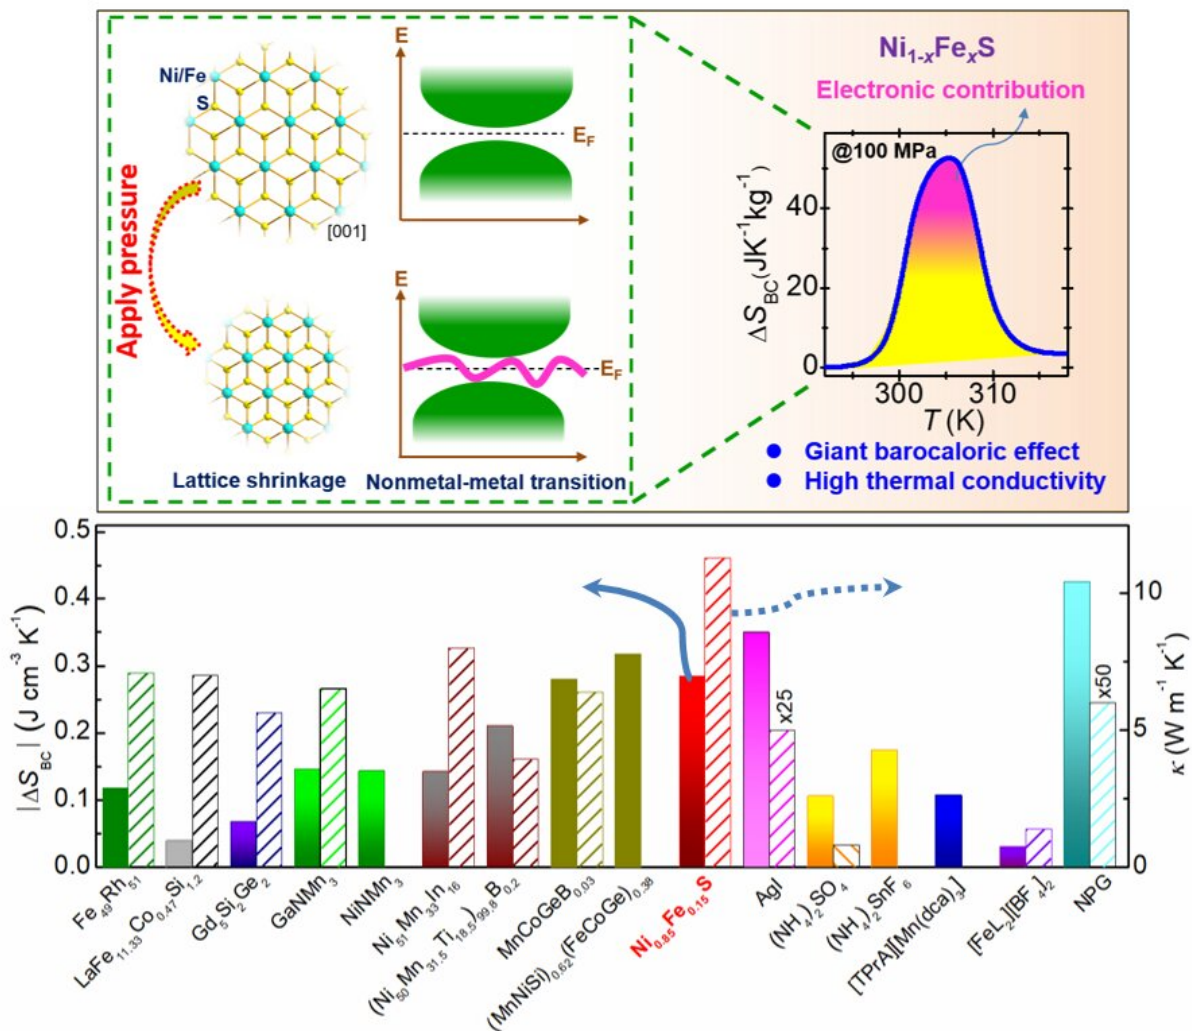 E
Ni/Fe
S
E_F
[001]
Apply pressure
E
E_F
Lattice shrinkage
Nonmetal-metal transition
Ni₁₋ₓFeₓS
Electronic contribution
@100 MPa
ΔS_BC (JK⁻¹kg⁻¹)
40
20
0
300
310
T (K)
Giant barocaloric effect
High thermal conductivity
|ΔS_BC| (J cm⁻³ K⁻¹)
0.5
0.4
0.3
0.2
0.1
0.0
x25
x50
10
5
0
κ (W m⁻¹ K⁻¹)
Fe₄₉Rh₅₁
LaFe₁₁.₃₃Co₀.₄₇Si₁.₂
Gd₅Si₂Ge₂
GaNMn₃
NiNMn₃
Ni₅₁Mn₃₃In₁₆
(Ni₅₀Mn₃₁.₅Ti₁₈.₅)₉₉.₈B₀.₂
MnCoGeB₀.₀₃
(MnNiSi)₀.₆₂(FeCoGe)₀.₃₈
Ni₀.₈₅Fe₀.₁₅S
AgI
(NH₄)₂SO₄
(NH₄)₂SnF₆
[TPrA][Mn(dca)₃]
[FeL₂][BF₄]₂
NPG